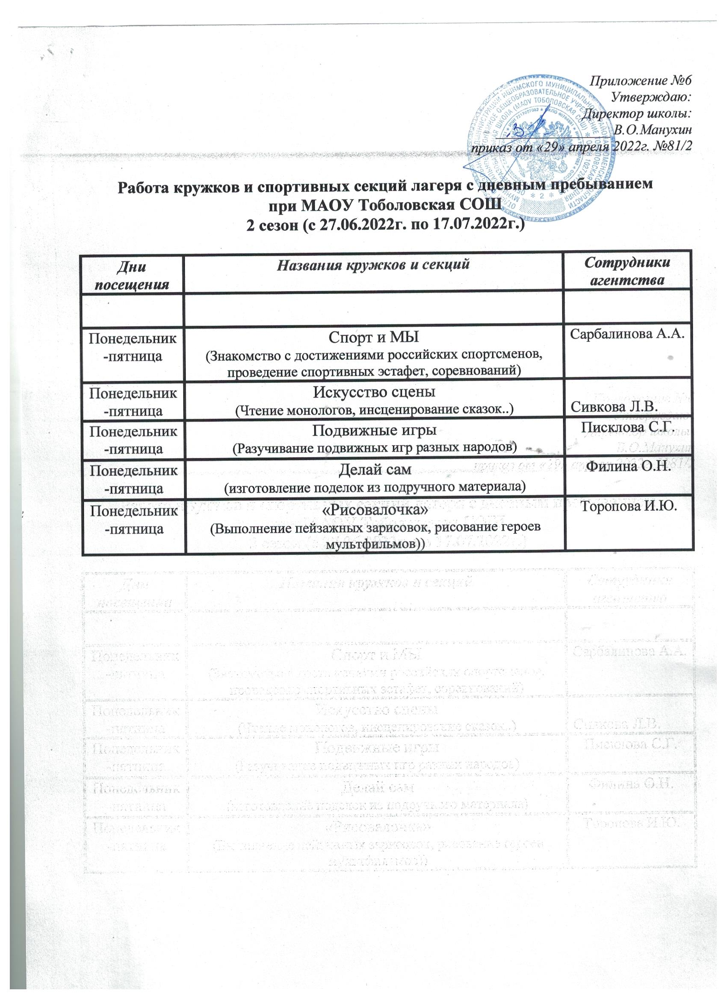 Приложение №6
Утверждаю:
Директор школы:
В.О.Манухин
приказ от «29» апреля 2022г. №81/2
Работа кружков и спортивных секций лагеря с дневным пребыванием
при МАОУ Тоболовская СОШ
2 сезон (с 27.06.2022г. по 17.07.2022г.)
Дни
посещения
Названия кружков и секций
Сотрудники
агентства
Понедельник
-пятница
Спорт и МЫ
(Знакомство с достижениями российских спортсменов,
проведение спортивных эстафет, соревнований)
Сарбалинова А.А.
Понедельник
-пятница
Искусство сцены
(Чтение монологов, инсценирование сказок..)
Сивкова Л.В.
Понедельник
-пятница
Подвижные игры
(Разучивание подвижных игр разных народов)
Писклова С.Г.
Понедельник
-пятница
Делай сам
(изготовление поделок из подручного материала)
Филина О.Н.
Понедельник
-пятница
«Рисовалочка»
(Выполнение пейзажных зарисовок, рисование героев
мультфильмов))
Торопова И.Ю.